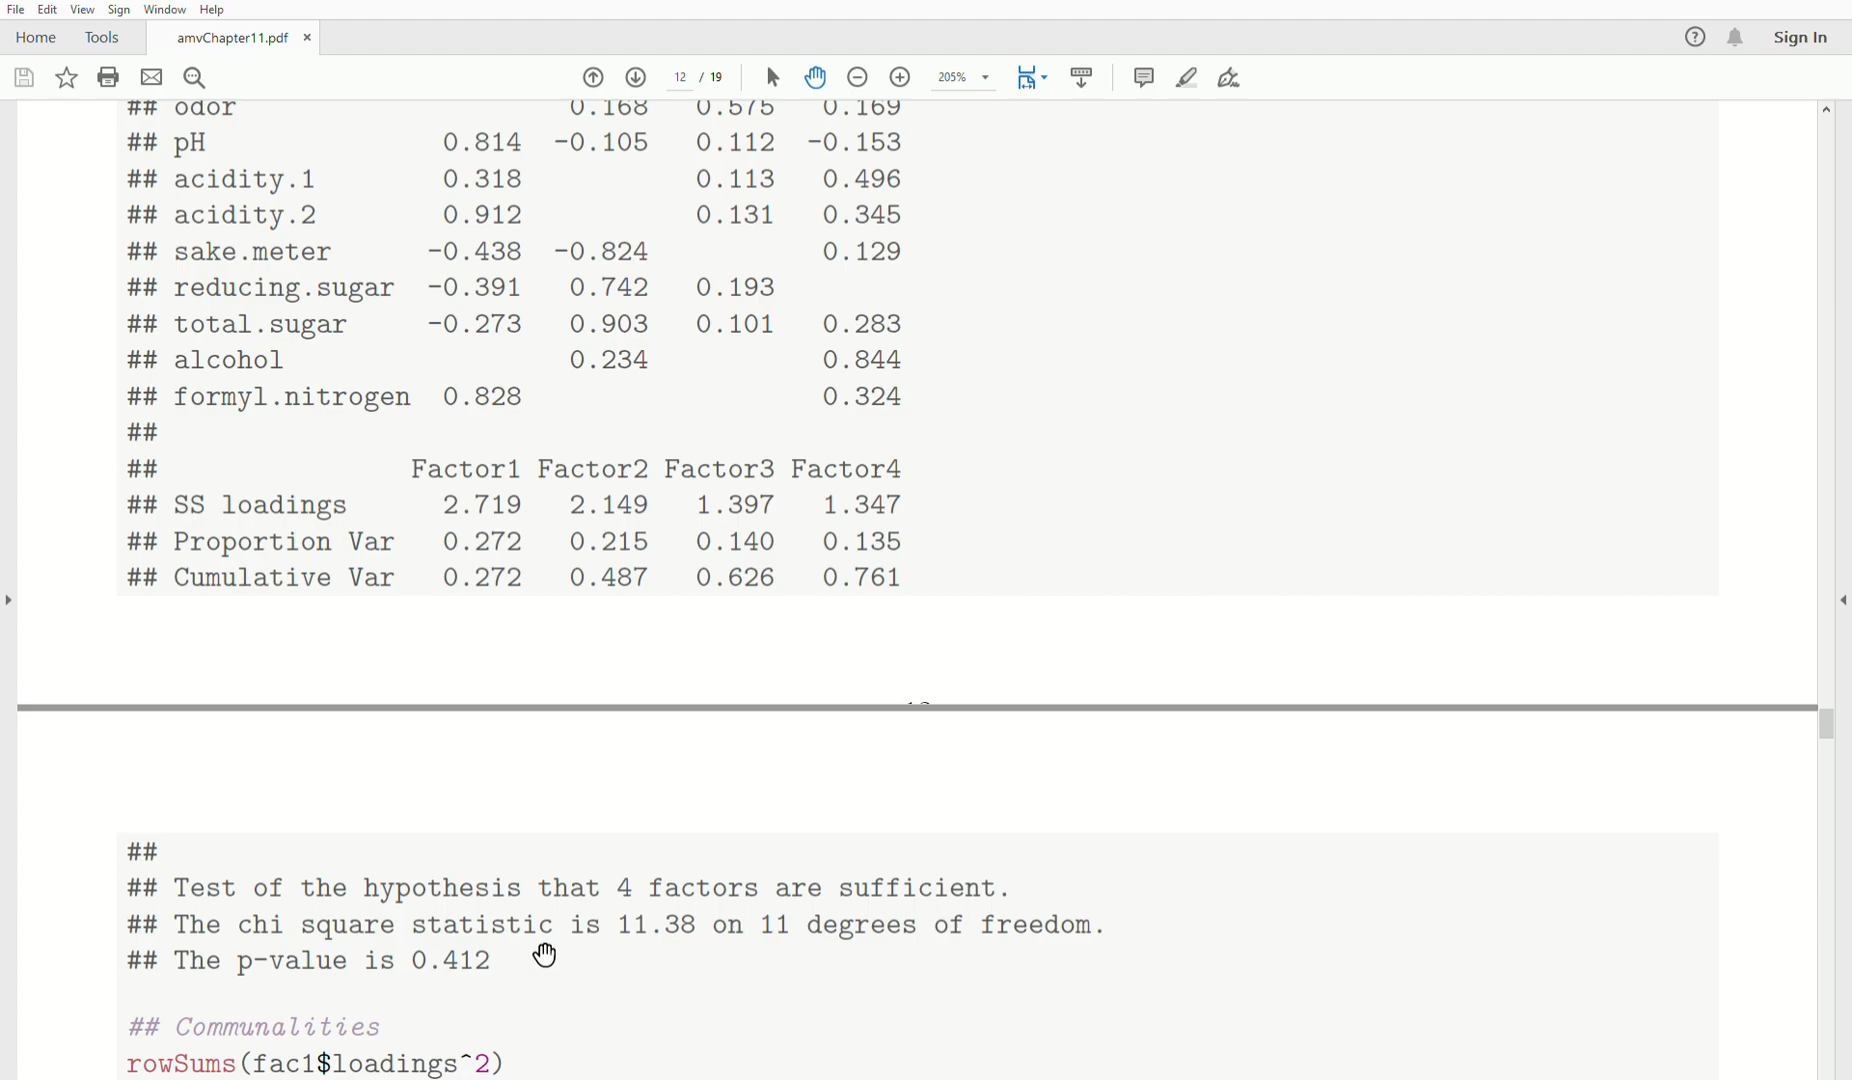 File Edit View Sign Window Help
Home Tools amvChapter11.pdf × Sign In
12 / 19 205%
## odor 0.168 0.575 0.169
## pH 0.814 -0.105 0.112 -0.153
## acidity.1 0.318 0.113 0.496
## acidity.2 0.912 0.131 0.345
## sake.meter -0.438 -0.824 0.129
## reducing.sugar -0.391 0.742 0.193
## total.sugar -0.273 0.903 0.101 0.283
## alcohol 0.234 0.844
## formyl.nitrogen 0.828 0.324
##
## Factor1 Factor2 Factor3 Factor4
## SS loadings 2.719 2.149 1.397 1.347
## Proportion Var 0.272 0.215 0.140 0.135
## Cumulative Var 0.272 0.487 0.626 0.761
##
## Test of the hypothesis that 4 factors are sufficient.
## The chi square statistic is 11.38 on 11 degrees of freedom.
## The p-value is 0.412
## Communalities
rowSums(fac1$loadings^2)